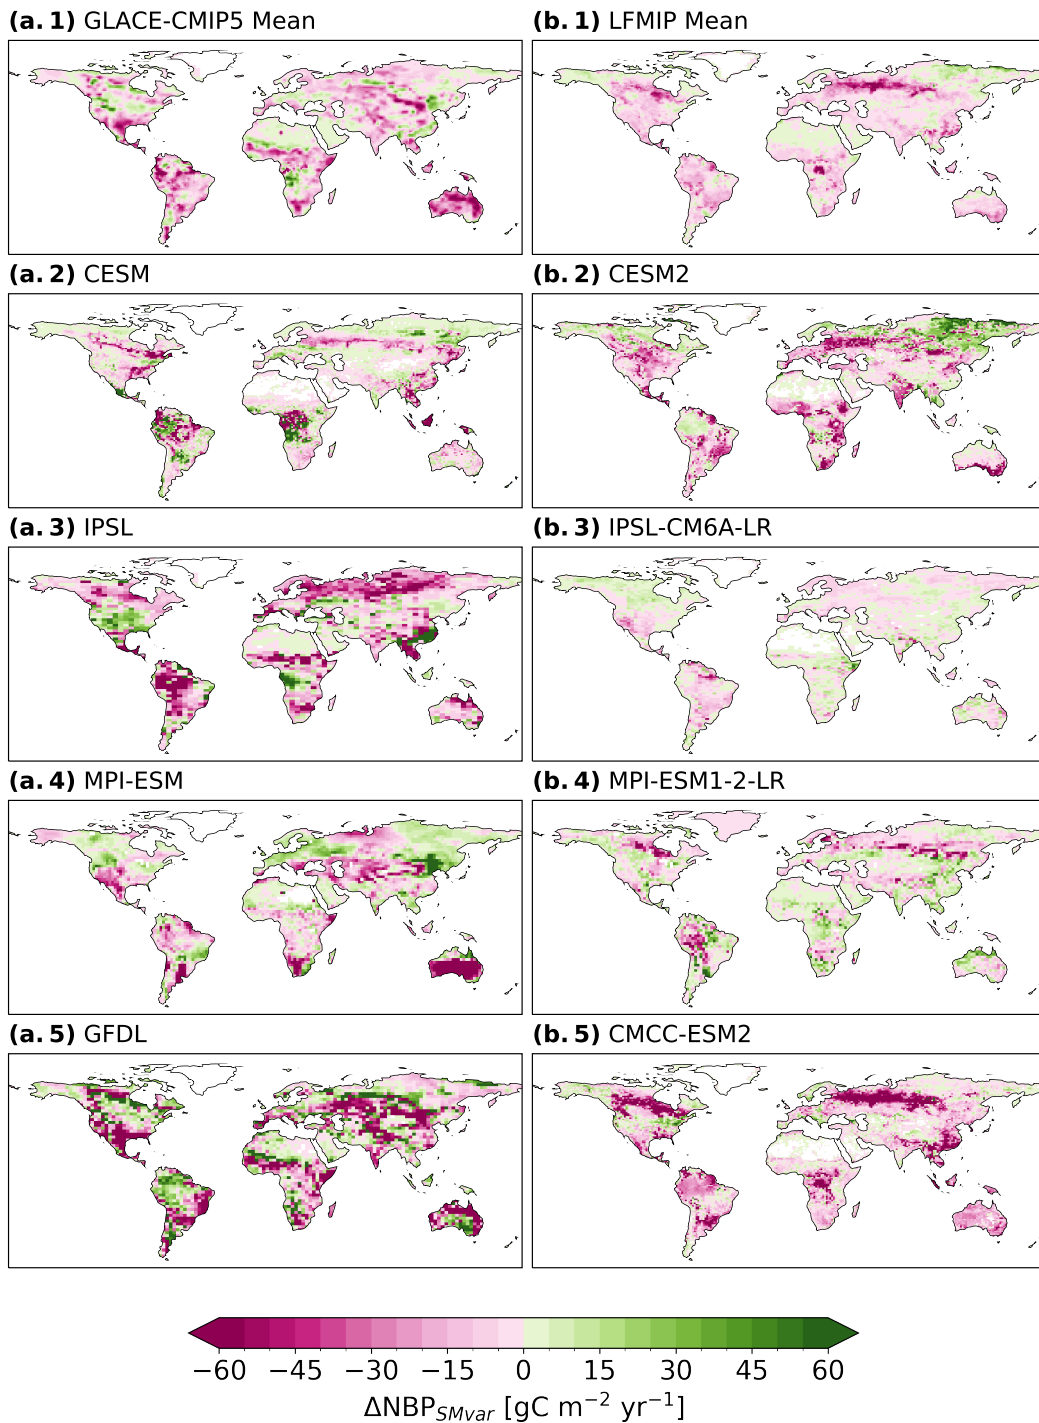 (a. 1) GLACE-CMIP5 Mean
(b. 1) LFMIP Mean
(a. 2) CESM
(b. 2) CESM2
(a. 3) IPSL
(b. 3) IPSL-CM6A-LR
(a. 4) MPI-ESM
(b. 4) MPI-ESM1-2-LR
(a. 5) GFDL
(b. 5) CMCC-ESM2
−60 −45 −30 −15 0 15 30 45 60
ΔNBP_SMvar [gC m⁻² yr⁻¹]